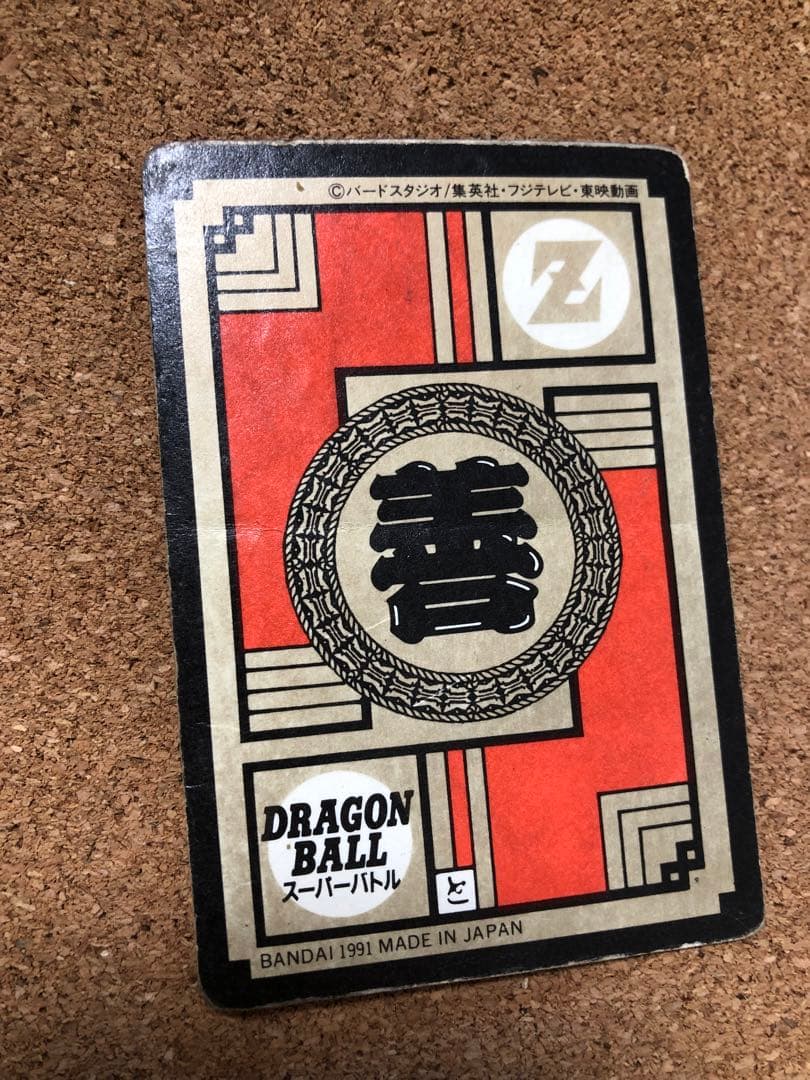 ©バードスタジオ/集英社・フジテレビ・東映動画
Z
善
DRAGON
BALL
スーパーバトル
と
BANDAI 1991 MADE IN JAPAN